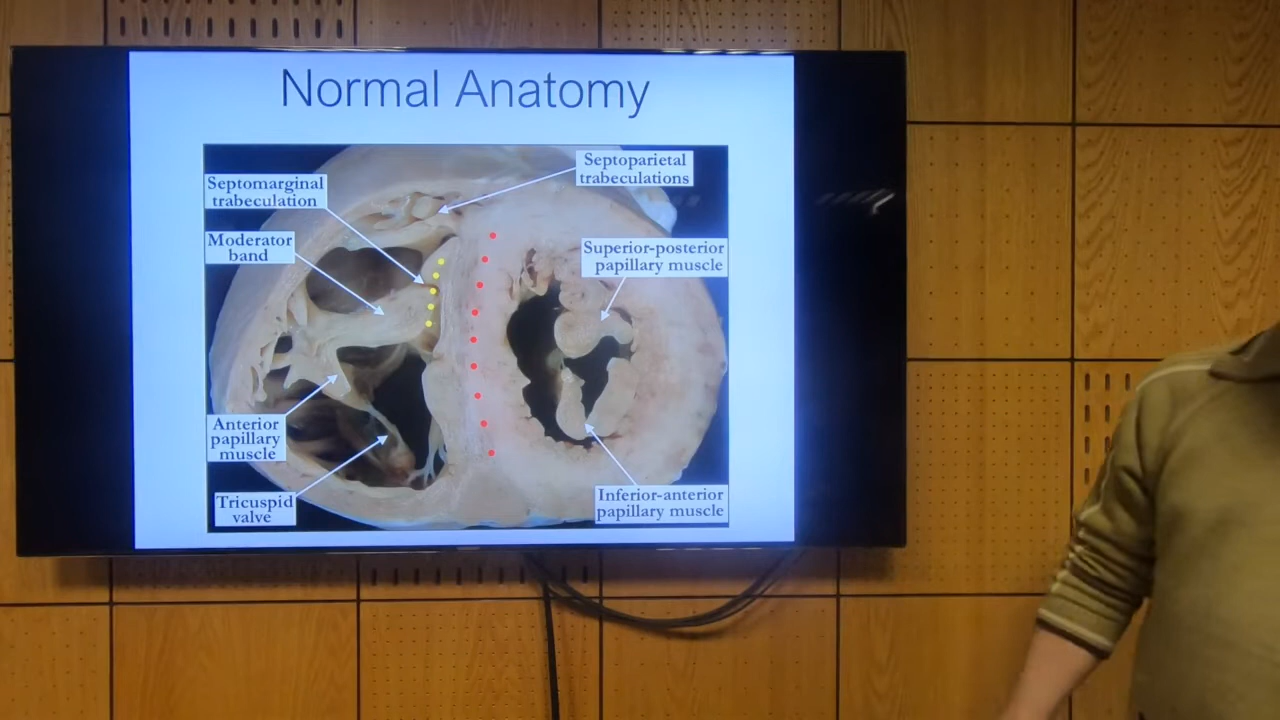 Normal Anatomy
Septoparietal
trabeculations
Septomarginal
trabeculation
Moderator
band
Superior-posterior
papillary muscle
Anterior
papillary
muscle
Tricuspid
valve
Inferior-anterior
papillary muscle